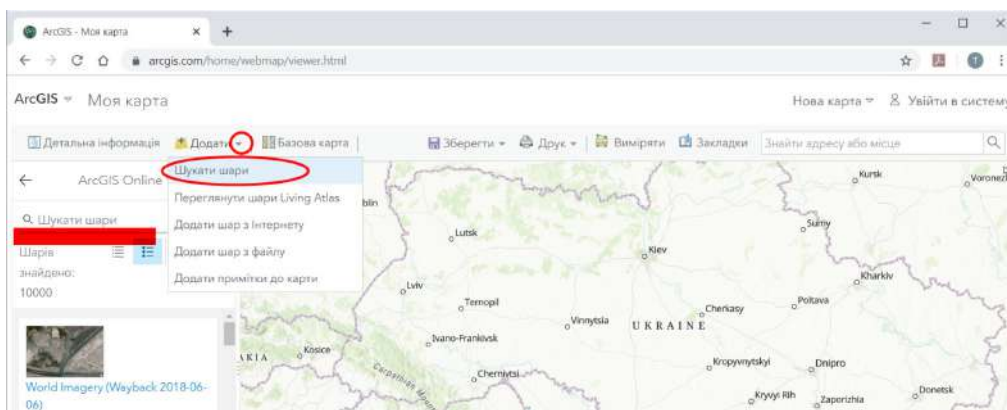 ArcGIS - Моя карта
arcgis.com/home/webmap/viewer.html
ArcGIS Моя карта Нова карта Увійти в систему
Детальна інформація Додати Базова карта Зберегти Друк Виміряти Закладки Знайти адресу або місце
ArcGIS Online
Шукати шари
Переглянути шари Living Atlas
Додати шар з Інтернету
Додати шар з файлу
Додати примітки до карти
Шукати шари
Шарів
знайдено:
10000
World Imagery (Wayback 2018-06-
06)
Kursk
Voronezh
blin
Lutsk
Sumy
Kiev
Lviv
Kharkiv
Ternopil
Poltava
Vinnytsia
Cherkasy
UKRAINE
Ivano-Frankivsk
AKIA
Kosice
Kropyvnytskyi
Dnipro
Carpathian Mountains
Chernivtsi
Kryvyi Rih
Zaporizhia
Donetsk